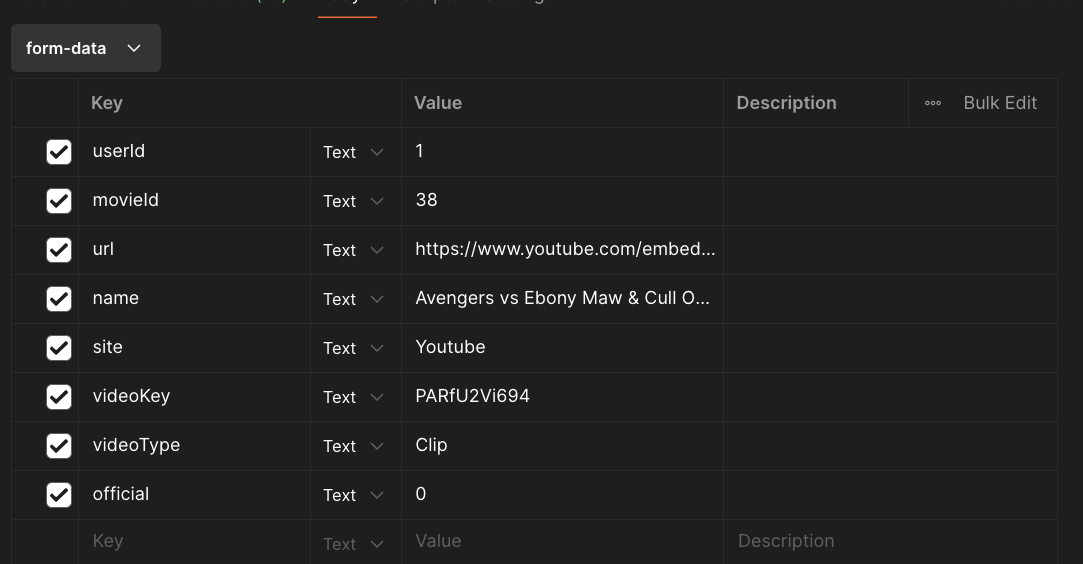 form-data
Key Value Description Bulk Edit
userId Text 1
movieId Text 38
url Text https://www.youtube.com/embed...
name Text Avengers vs Ebony Maw & Cull O...
site Text Youtube
videoKey Text PARfU2Vi694
videoType Text Clip
official Text 0
Key Text Value Description